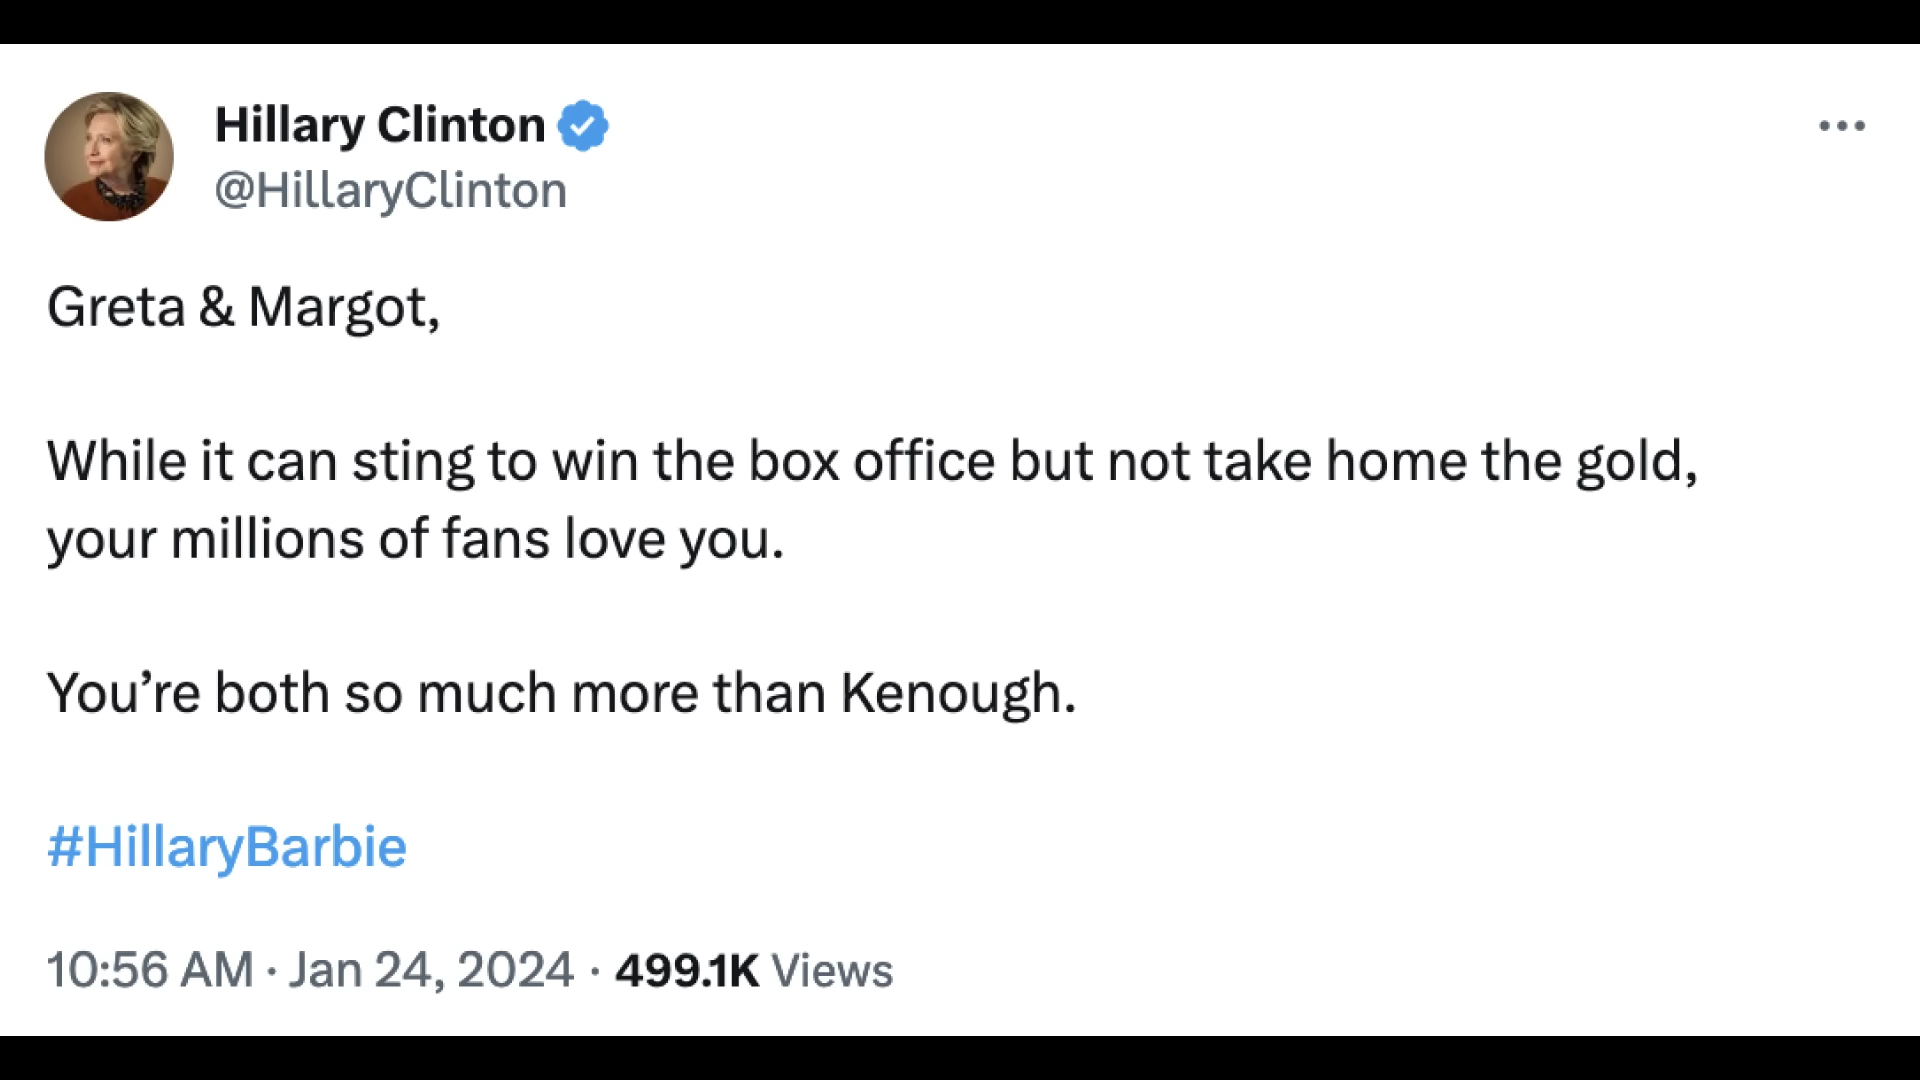 Hillary Clinton
@HillaryClinton
Greta & Margot,
While it can sting to win the box office but not take home the gold,
your millions of fans love you.
You’re both so much more than Kenough.
#HillaryBarbie
10:56 AM · Jan 24, 2024 · 499.1K Views